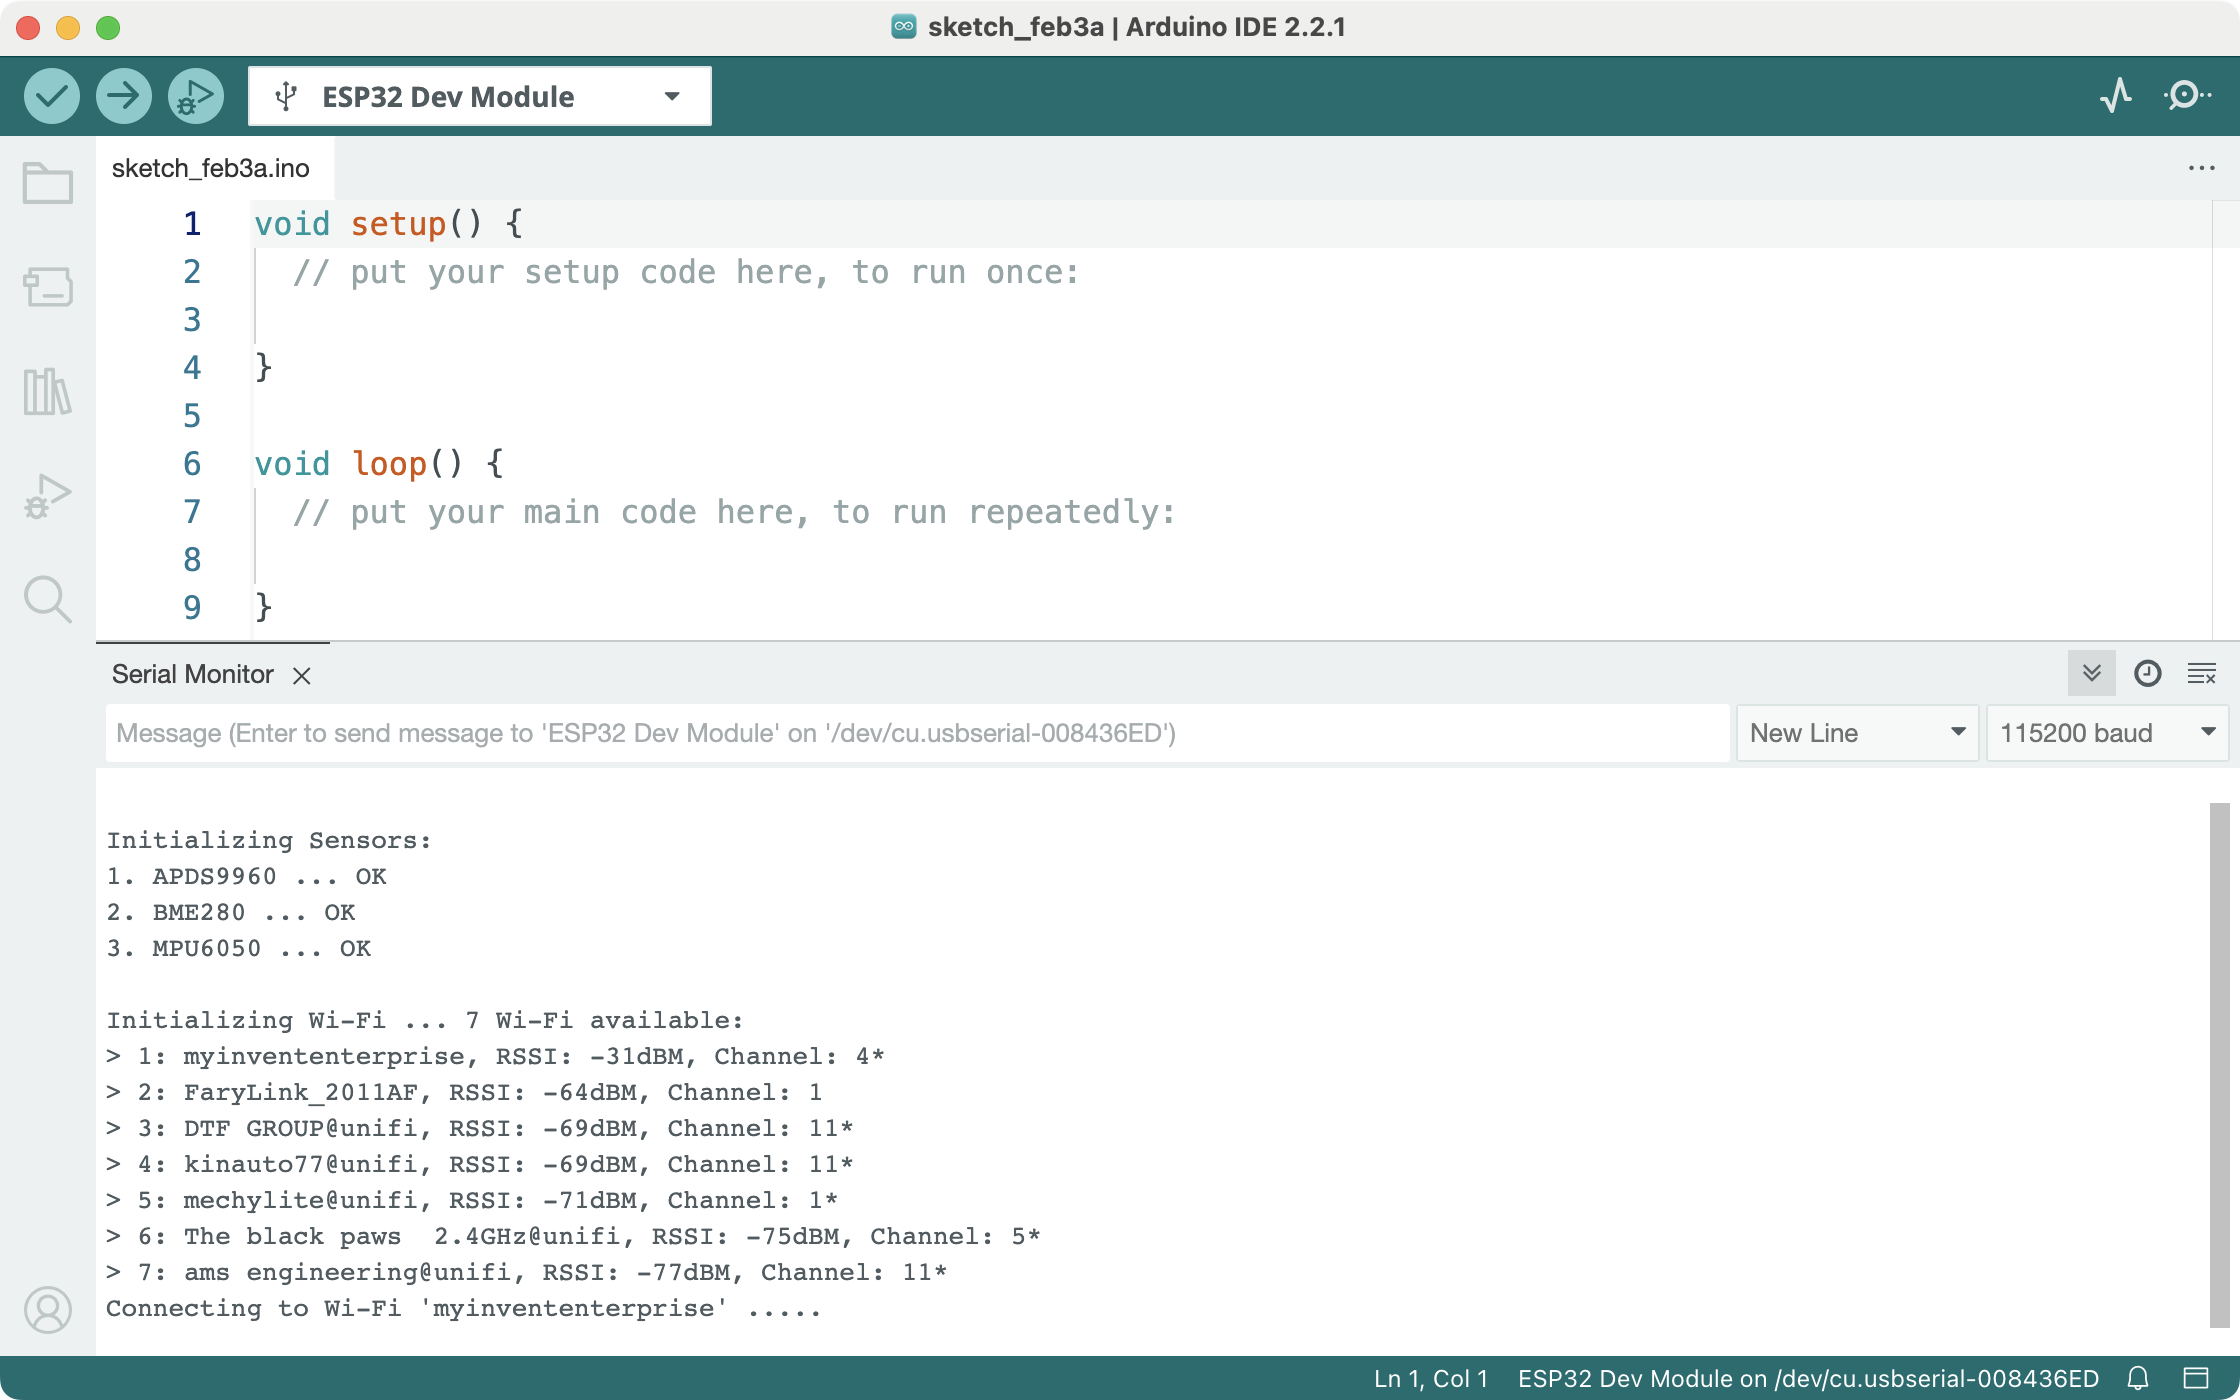 sketch_feb3a | Arduino IDE 2.2.1
ESP32 Dev Module
sketch_feb3a.ino
1 void setup() {
2   // put your setup code here, to run once:
3
4 }
5
6 void loop() {
7   // put your main code here, to run repeatedly:
8
9 }
Serial Monitor
Message (Enter to send message to 'ESP32 Dev Module' on '/dev/cu.usbserial-008436ED')
New Line
115200 baud
Initializing Sensors:
1. APDS9960 ... OK
2. BME280 ... OK
3. MPU6050 ... OK
Initializing Wi-Fi ... 7 Wi-Fi available:
> 1: myinvententerprise, RSSI: -31dBM, Channel: 4*
> 2: FaryLink_2011AF, RSSI: -64dBM, Channel: 1
> 3: DTF GROUP@unifi, RSSI: -69dBM, Channel: 11*
> 4: kinauto77@unifi, RSSI: -69dBM, Channel: 11*
> 5: mechylite@unifi, RSSI: -71dBM, Channel: 1*
> 6: The black paws  2.4GHz@unifi, RSSI: -75dBM, Channel: 5*
> 7: ams engineering@unifi, RSSI: -77dBM, Channel: 11*
Connecting to Wi-Fi 'myinvententerprise' .....
Ln 1, Col 1
ESP32 Dev Module on /dev/cu.usbserial-008436ED